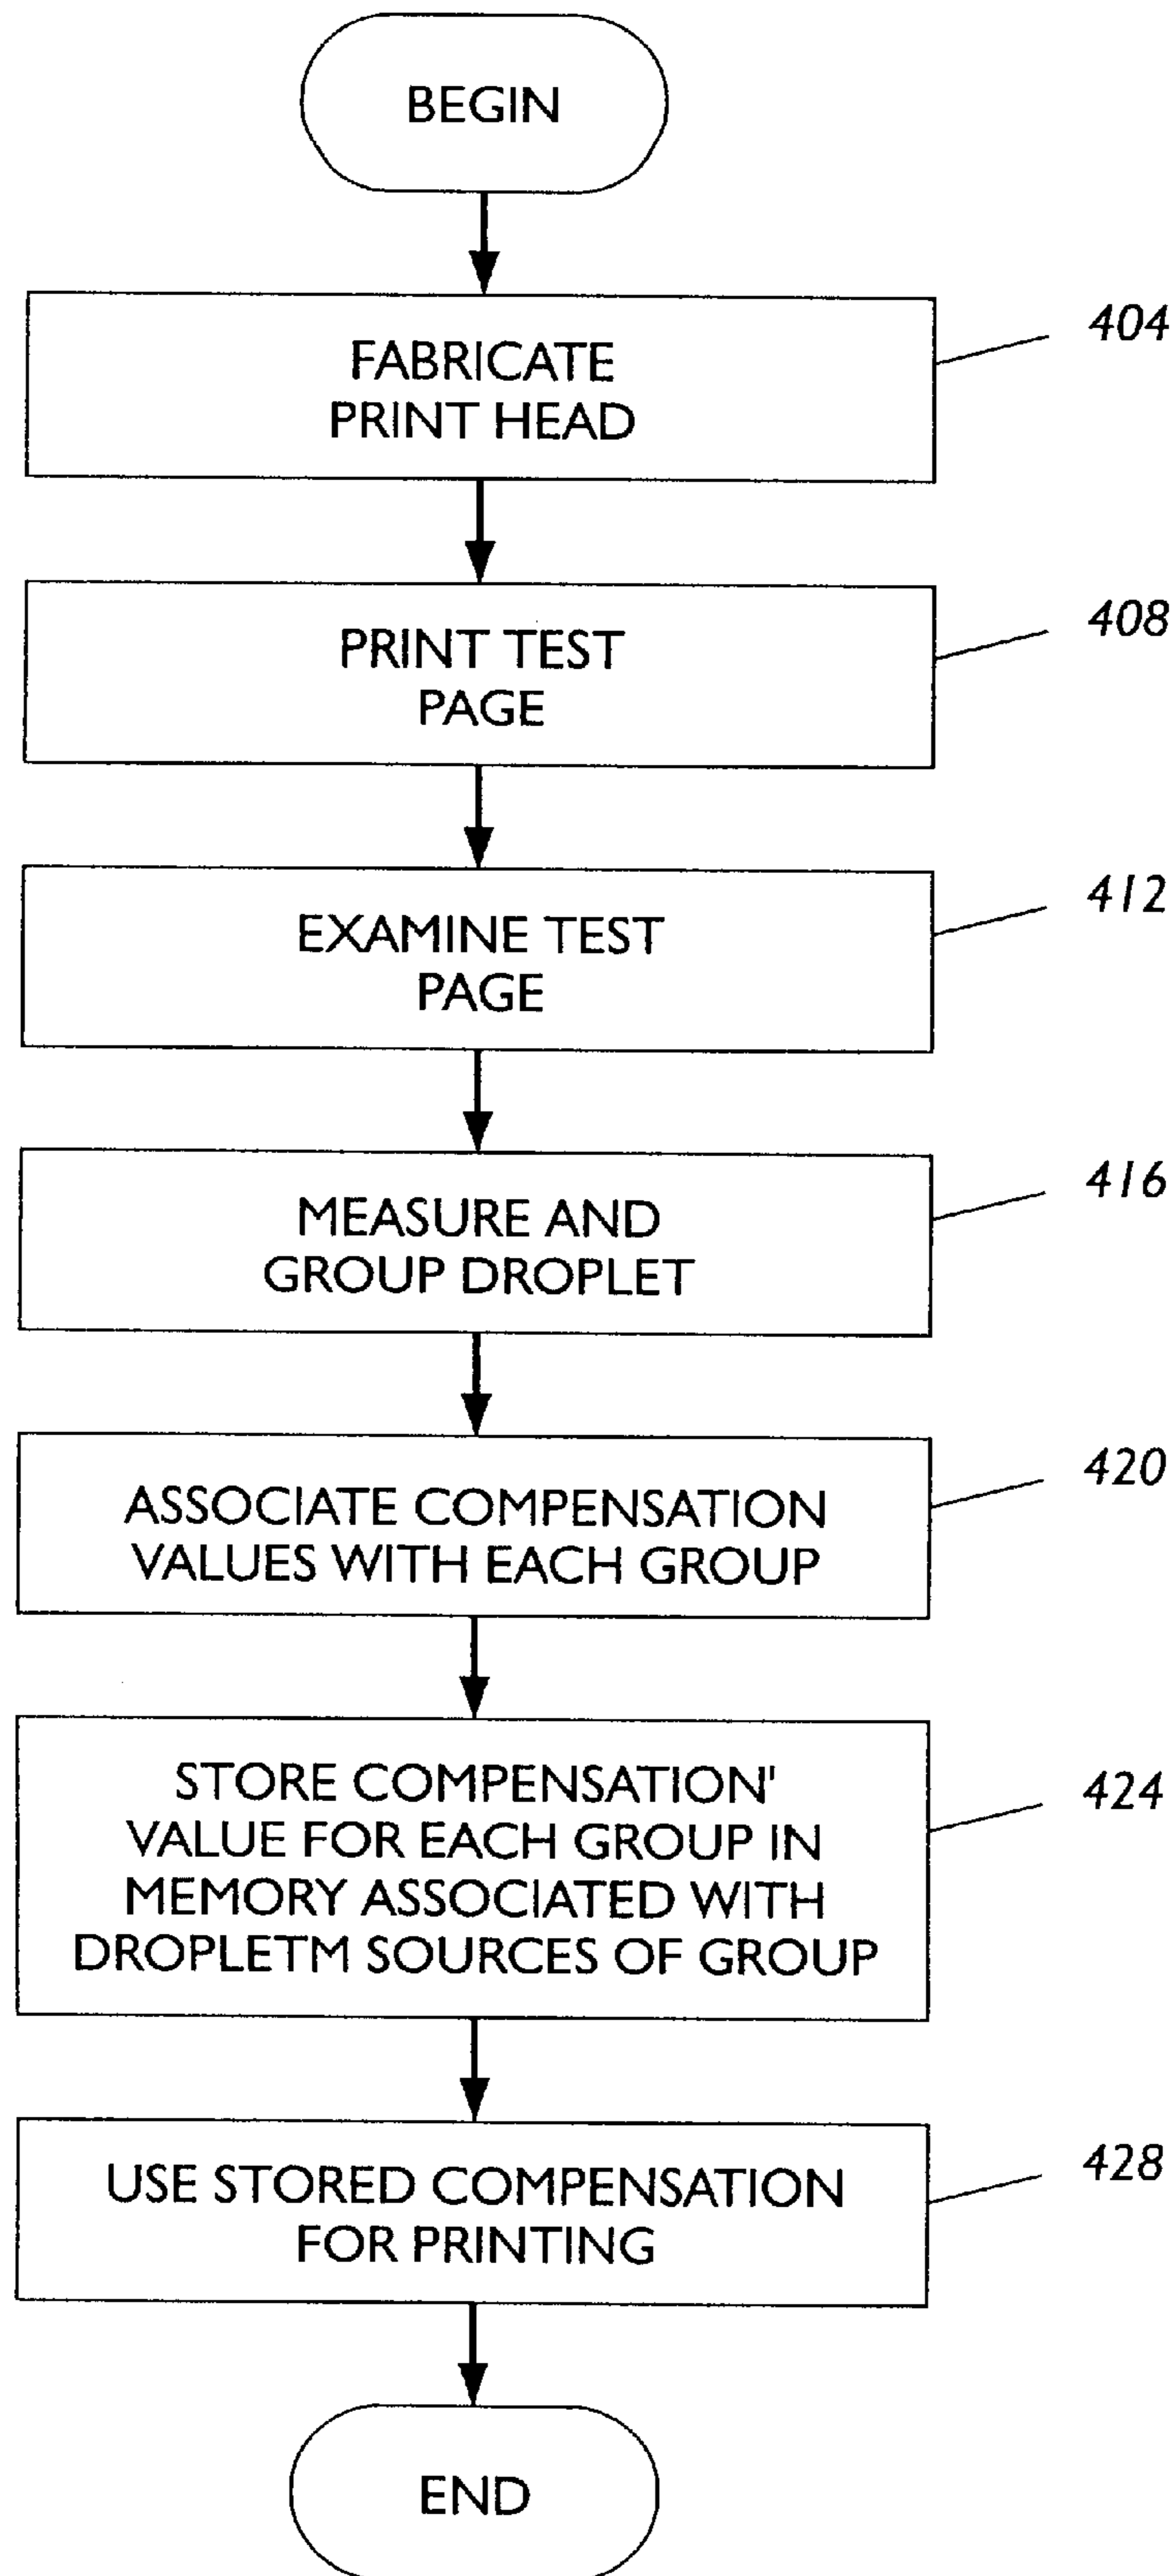 BEGIN
FABRICATE
PRINT HEAD
404
PRINT TEST
PAGE
408
EXAMINE TEST
PAGE
412
MEASURE AND
GROUP DROPLET
416
ASSOCIATE COMPENSATION
VALUES WITH EACH GROUP
420
STORE COMPENSATION'
VALUE FOR EACH GROUP IN
MEMORY ASSOCIATED WITH
DROPLETM SOURCES OF GROUP
424
USE STORED COMPENSATION
FOR PRINTING
428
END